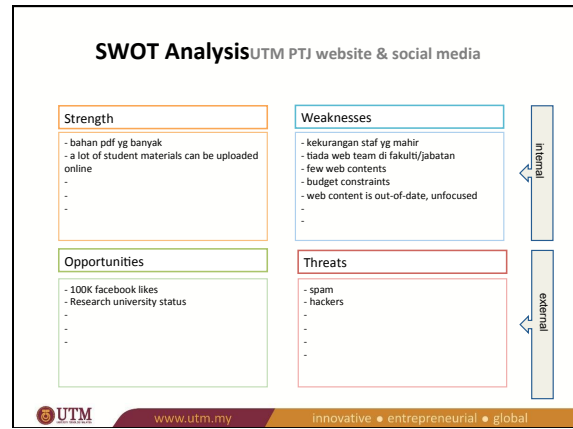 SWOT Analysis UTM PTJ website & social media
Strength
- bahan pdf yg banyak
- a lot of student materials can be uploaded
online
-
-
-
Weaknesses
- kekurangan staf yg mahir
- tiada web team di fakulti/jabatan
- few web contents
- budget constraints
- web content is out-of-date, unfocused
-
-
internal
Opportunities
- 100K facebook likes
- Research university status
-
-
-
Threats
- spam
- hackers
-
-
-
-
external
UTM
www.utm.my
innovative ● entrepreneurial ● global